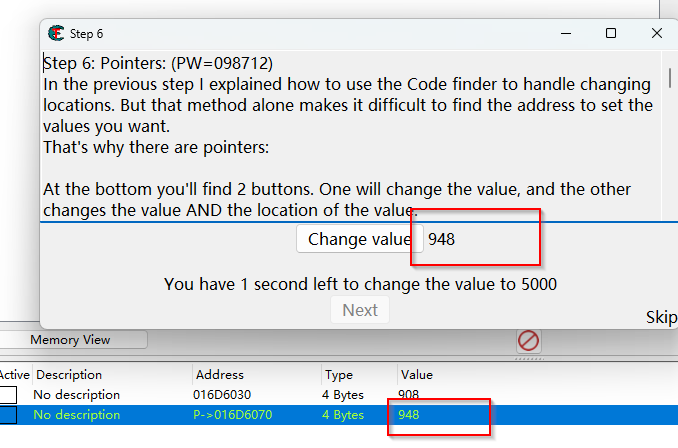 Step 6
Step 6: Pointers: (PW=098712)
In the previous step I explained how to use the Code finder to handle changing
locations. But that method alone makes it difficult to find the address to set the
values you want.
That's why there are pointers:
At the bottom you'll find 2 buttons. One will change the value, and the other
changes the value AND the location of the value.
Change value 948
You have 1 second left to change the value to 5000
Next
Skip
Memory View
Active Description Address Type Value
No description 016D6030 4 Bytes 908
No description P->016D6070 4 Bytes 948